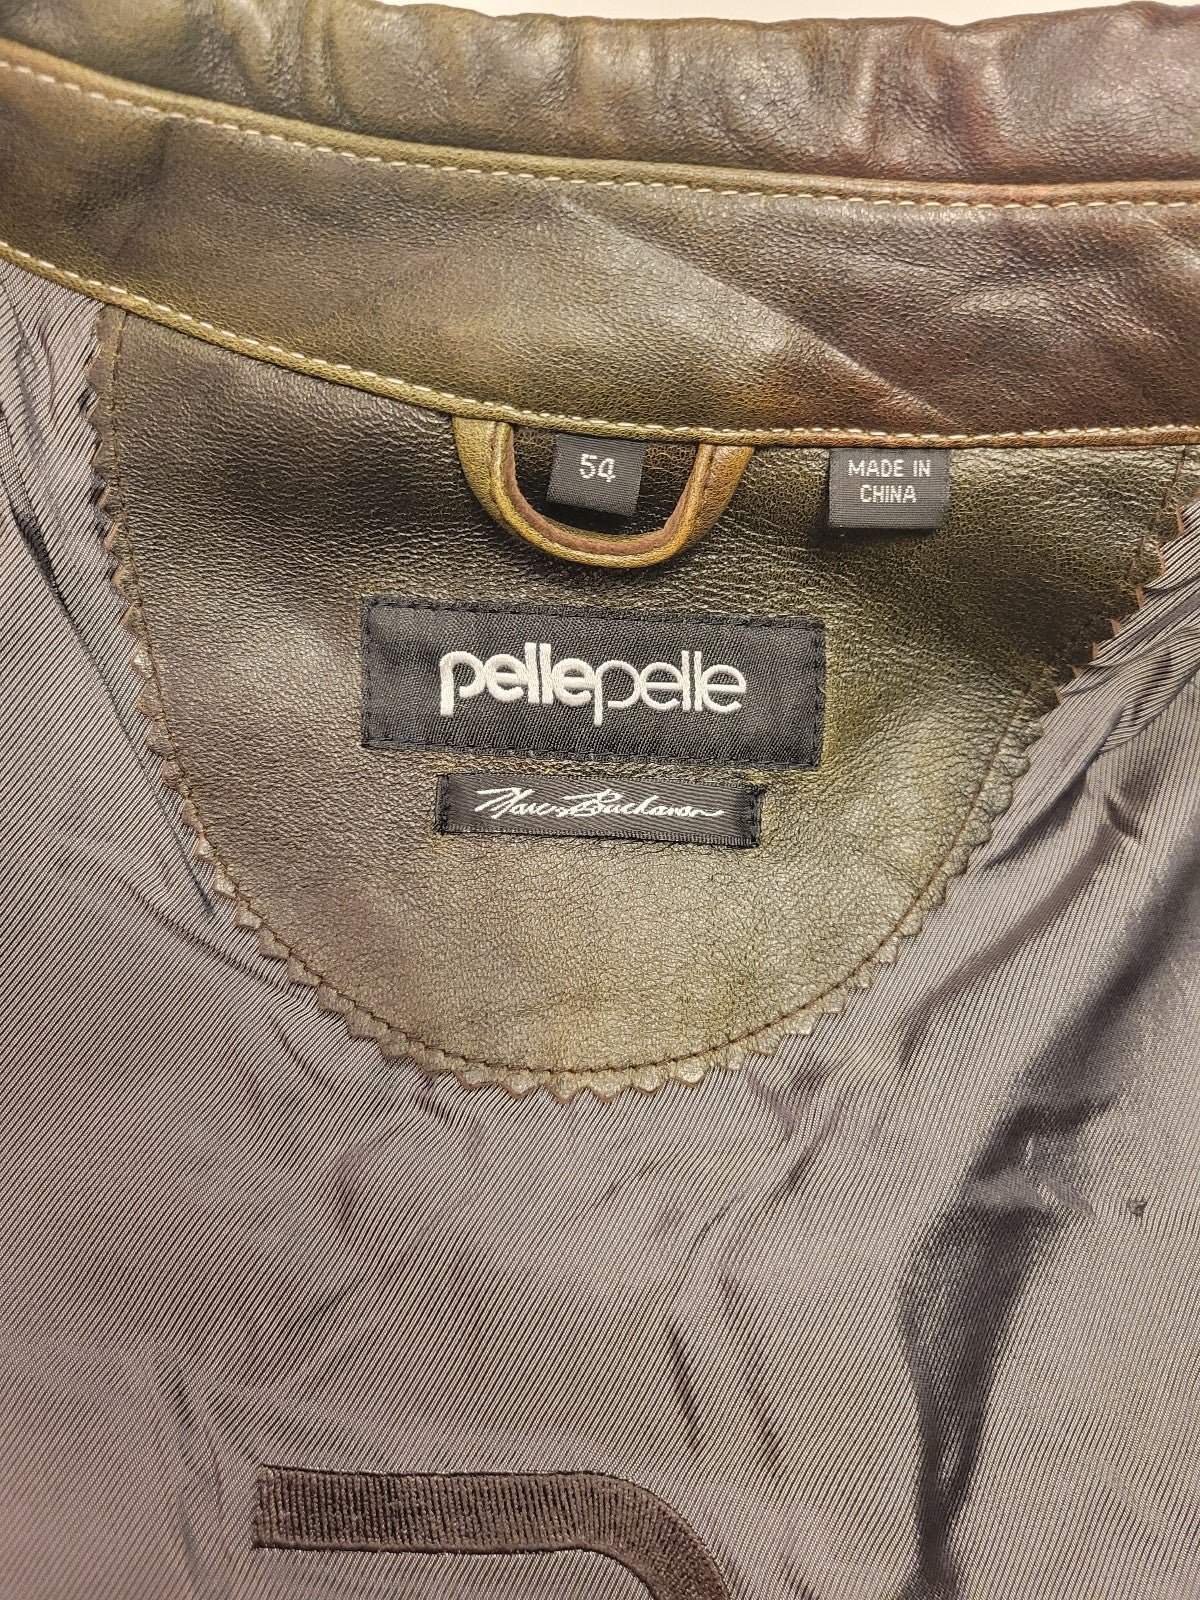 54
MADE IN
CHINA
pellepelle
Marc Buchanan